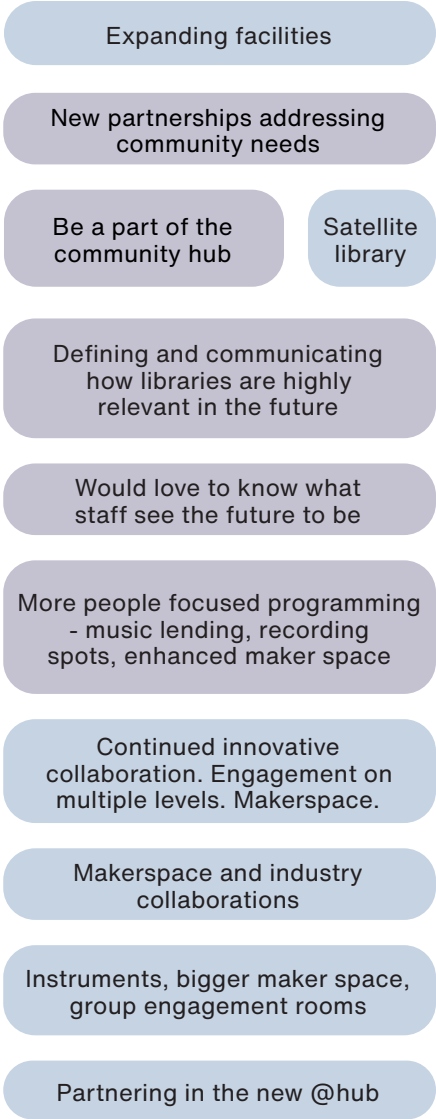 Expanding facilities
New partnerships addressing
community needs
Be a part of the
community hub
Satellite
library
Defining and communicating
how libraries are highly
relevant in the future
Would love to know what
staff see the future to be
More people focused programming
- music lending, recording
spots, enhanced maker space
Continued innovative
collaboration. Engagement on
multiple levels. Makerspace.
Makerspace and industry
collaborations
Instruments, bigger maker space,
group engagement rooms
Partnering in the new @hub